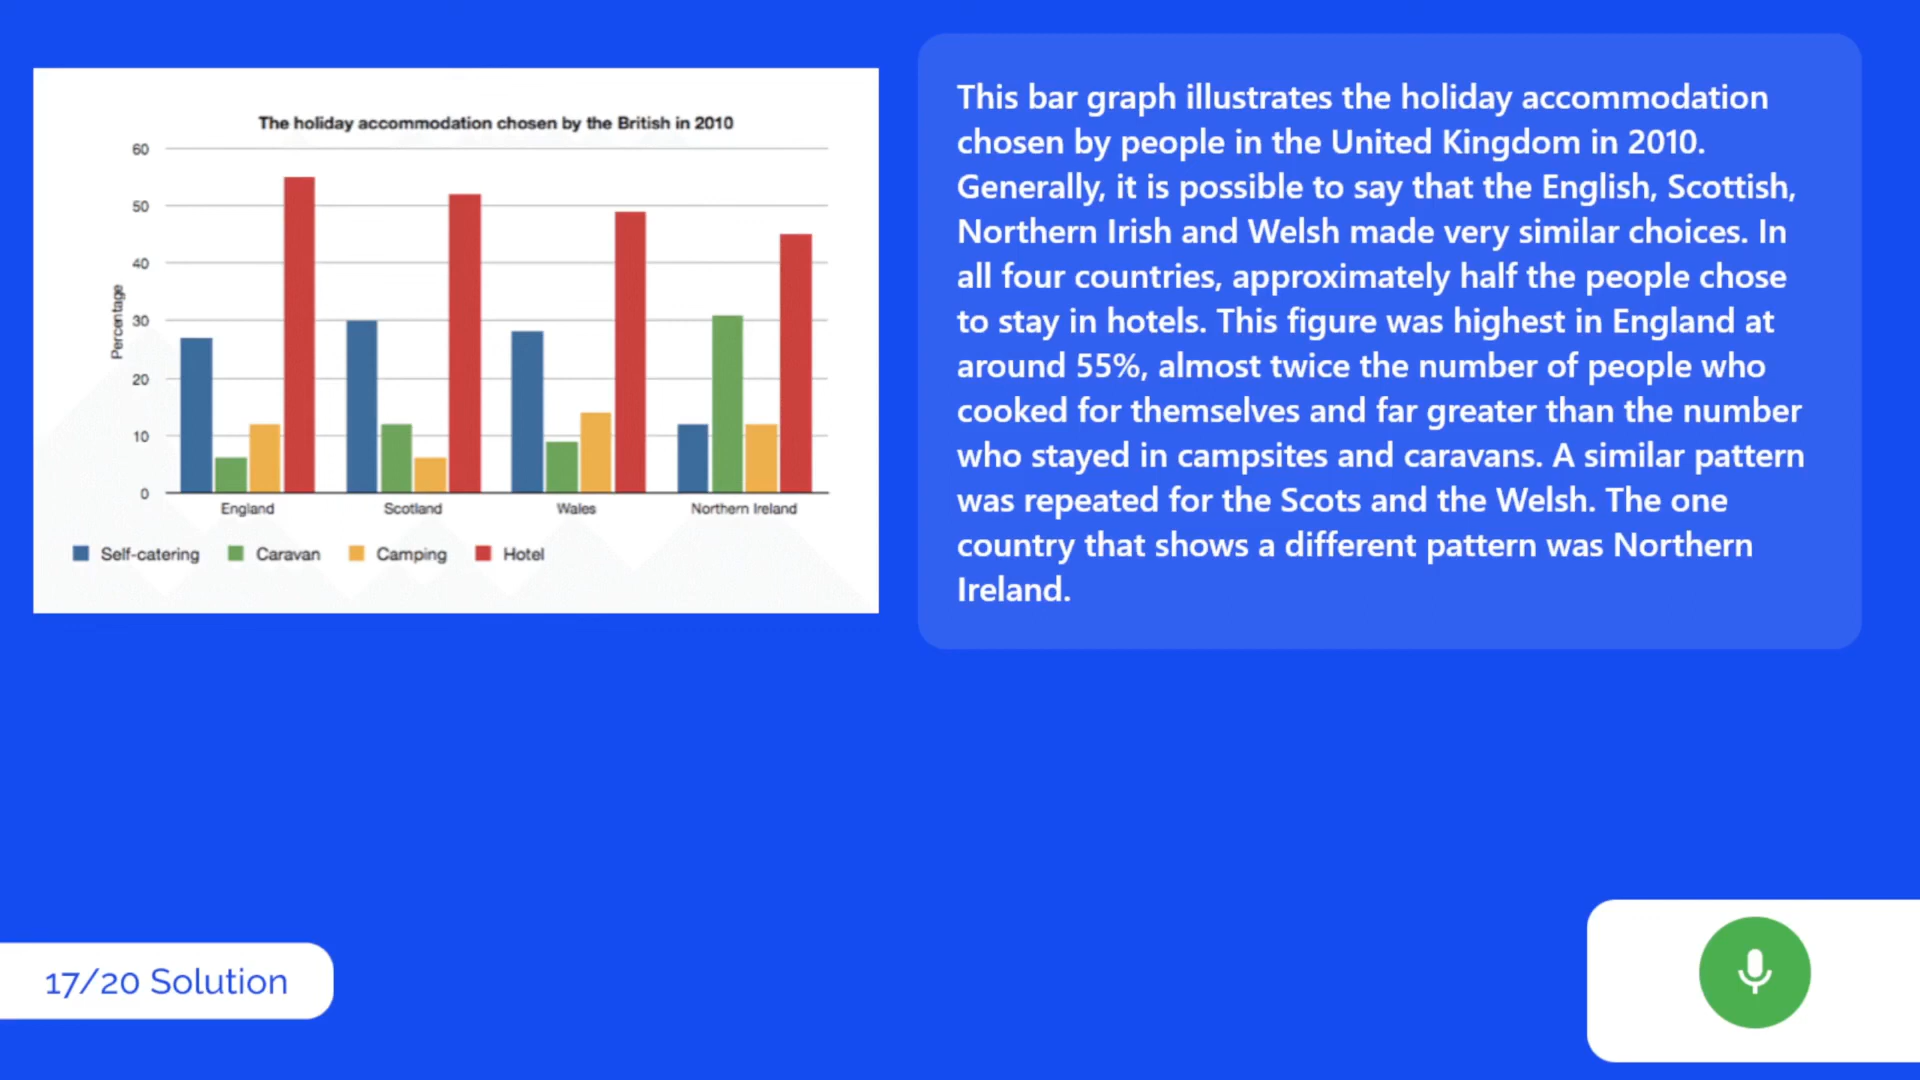 The holiday accommodation chosen by the British in 2010
60
50
40
30
20
10
0
Percentage
England Scotland Wales Northern Ireland
Self-catering Caravan Camping Hotel
This bar graph illustrates the holiday accommodation
chosen by people in the United Kingdom in 2010.
Generally, it is possible to say that the English, Scottish,
Northern Irish and Welsh made very similar choices. In
all four countries, approximately half the people chose
to stay in hotels. This figure was highest in England at
around 55%, almost twice the number of people who
cooked for themselves and far greater than the number
who stayed in campsites and caravans. A similar pattern
was repeated for the Scots and the Welsh. The one
country that shows a different pattern was Northern
Ireland.
17/20 Solution